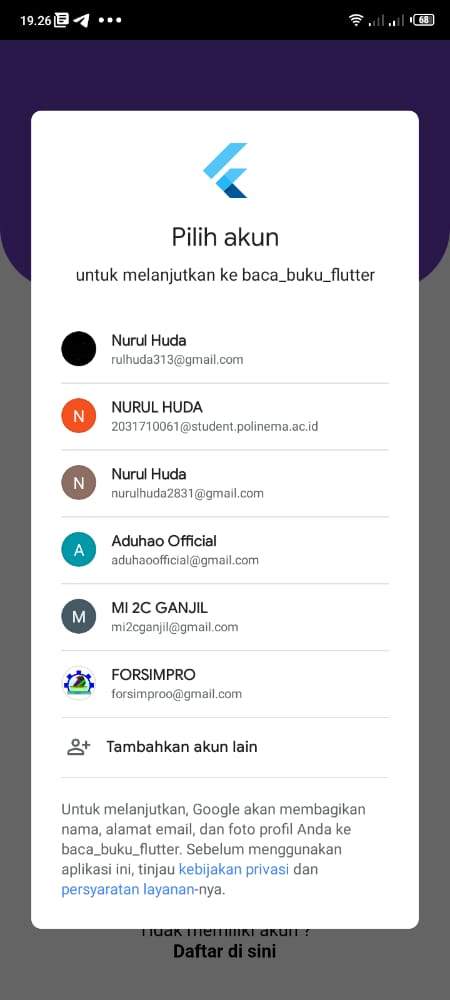 19.26
68
Pilih akun
untuk melanjutkan ke baca_buku_flutter
Nurul Huda
rulhuda313@gmail.com
N
NURUL HUDA
2031710061@student.polinema.ac.id
N
Nurul Huda
nurulhuda2831@gmail.com
A
Aduhao Official
aduhaoofficial@gmail.com
M
MI 2C GANJIL
mi2cganjil@gmail.com
FORSIMPRO
forsimproo@gmail.com
Tambahkan akun lain
Untuk melanjutkan, Google akan membagikan
nama, alamat email, dan foto profil Anda ke
baca_buku_flutter. Sebelum menggunakan
aplikasi ini, tinjau kebijakan privasi dan
persyaratan layanan-nya.
Tidak memiliki akun ?
Daftar di sini